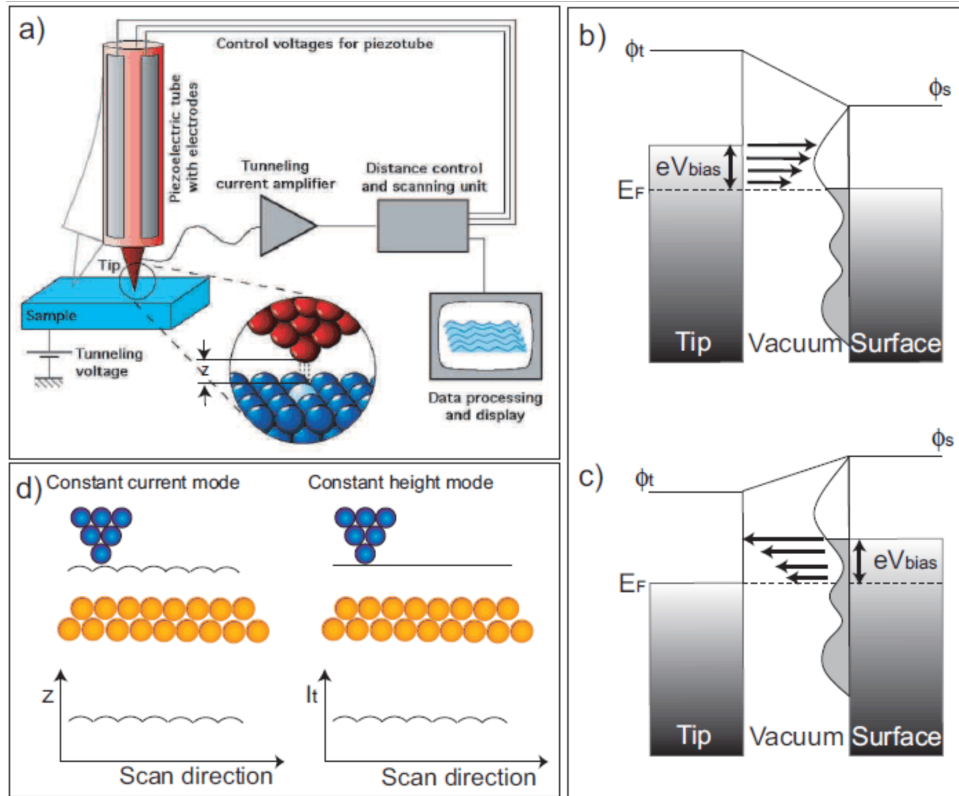 a)
Control voltages for piezotube
Piezoelectric tube
with electrodes
Tunneling
current amplifier
Distance control
and scanning unit
Tip
Sample
Tunneling
voltage
z
Data processing
and display
b)
ϕt
ϕs
eVbias
EF
Tip
Vacuum
Surface
c)
ϕt
ϕs
eVbias
EF
Tip
Vacuum
Surface
d)
Constant current mode
Constant height mode
z
Scan direction
It
Scan direction